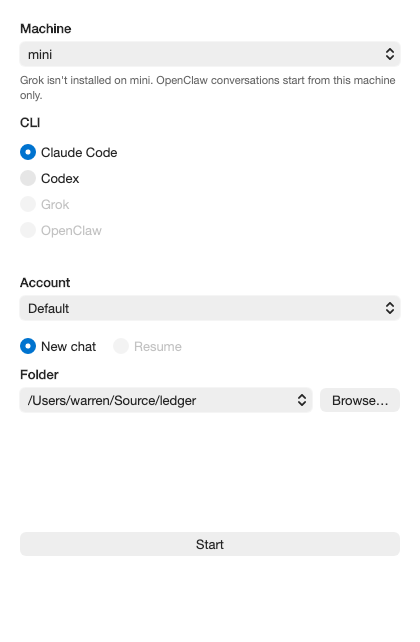 Machine
mini
Grok isn't installed on mini. OpenClaw conversations start from this machine
only.
CLI
Claude Code
Codex
Grok
OpenClaw
Account
Default
New chat Resume
Folder
/Users/warren/Source/ledger Browse...
Start